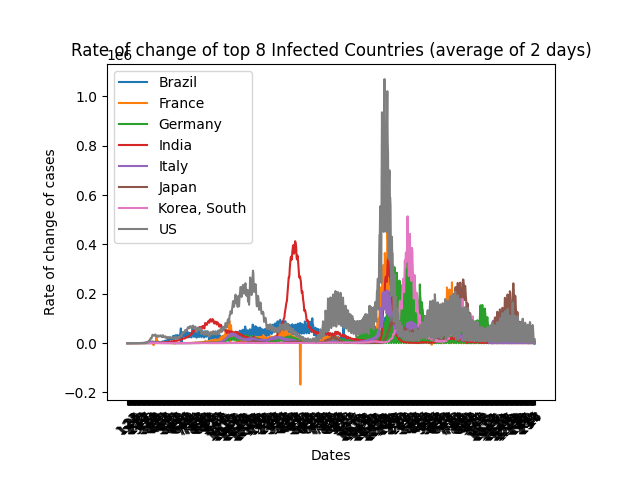 Rate of change of top 8 Infected Countries (average of 2 days)
1e6
Brazil
France
Germany
India
Italy
Japan
Korea, South
US
1.0
0.8
0.6
0.4
0.2
0.0
−0.2
Rate of change of cases
Dates